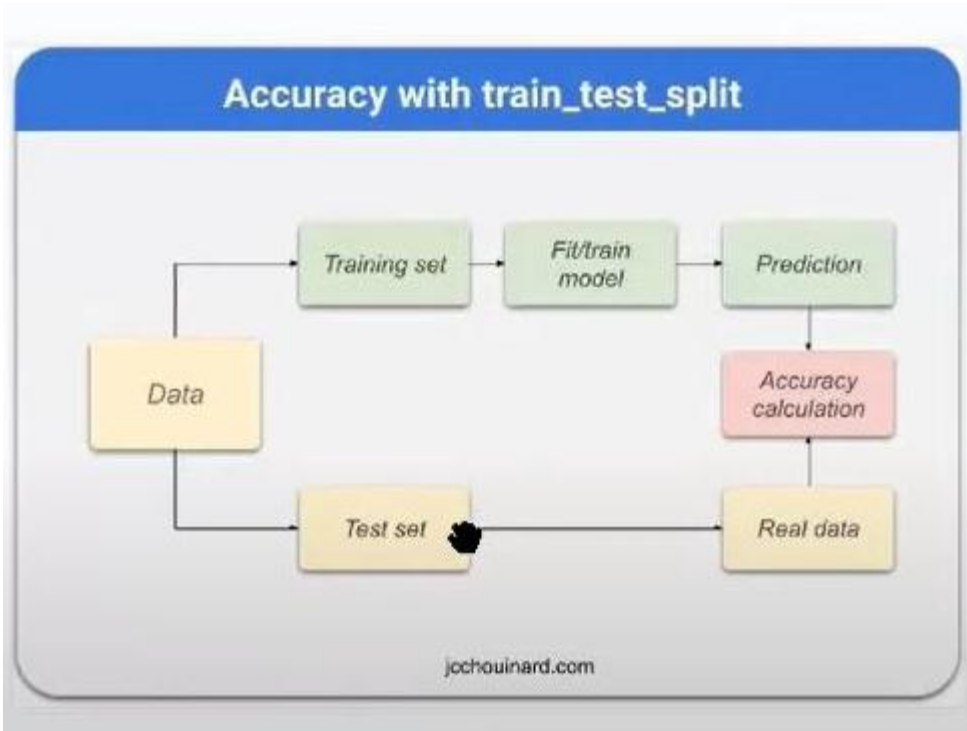 Accuracy with train_test_split
Training set
Fit/train
model
Prediction
Data
Accuracy
calculation
Test set
Real data
jcchouinard.com